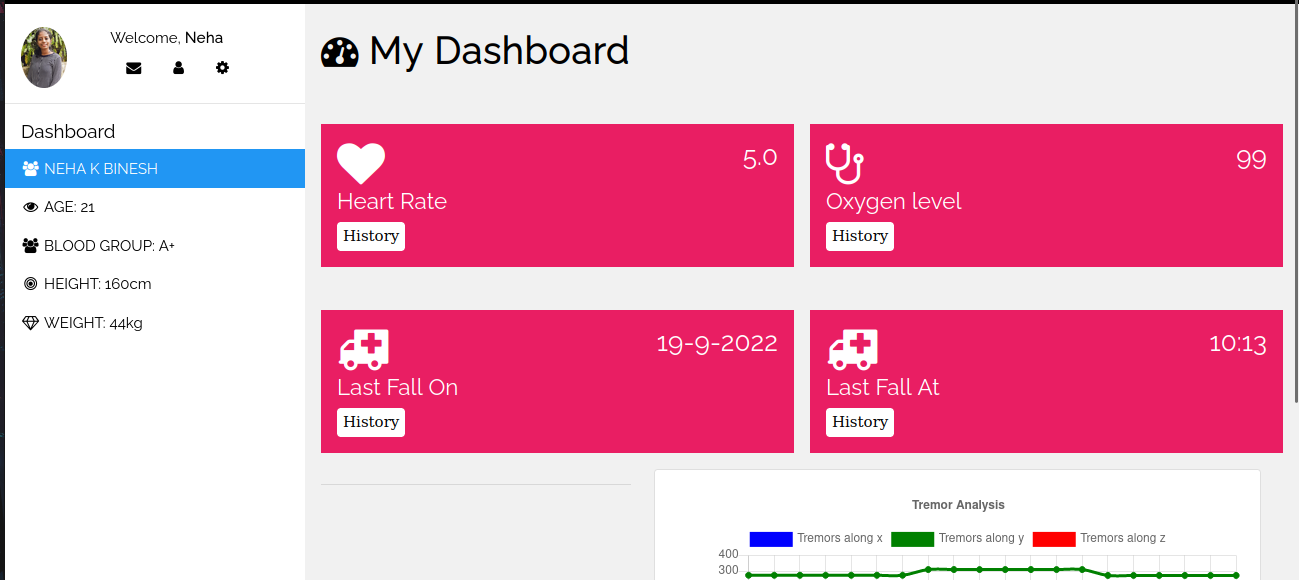 Welcome, Neha
My Dashboard
Dashboard
NEHA K BINESH
AGE: 21
BLOOD GROUP: A+
HEIGHT: 160cm
WEIGHT: 44kg
5.0
Heart Rate
History
99
Oxygen level
History
19-9-2022
Last Fall On
History
10:13
Last Fall At
History
Tremor Analysis
Tremors along x Tremors along y Tremors along z
400
300